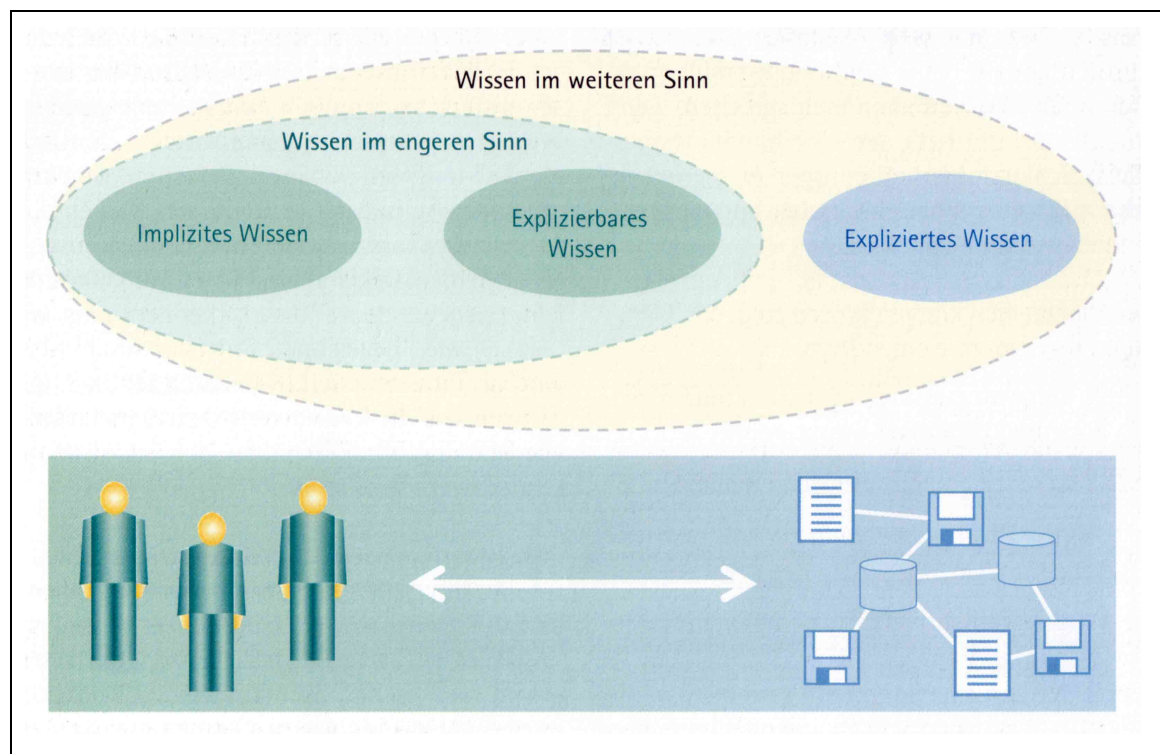 Wissen im weiteren Sinn
Wissen im engeren Sinn
Implizites Wissen
Explizierbares
Wissen
Expliziertes Wissen